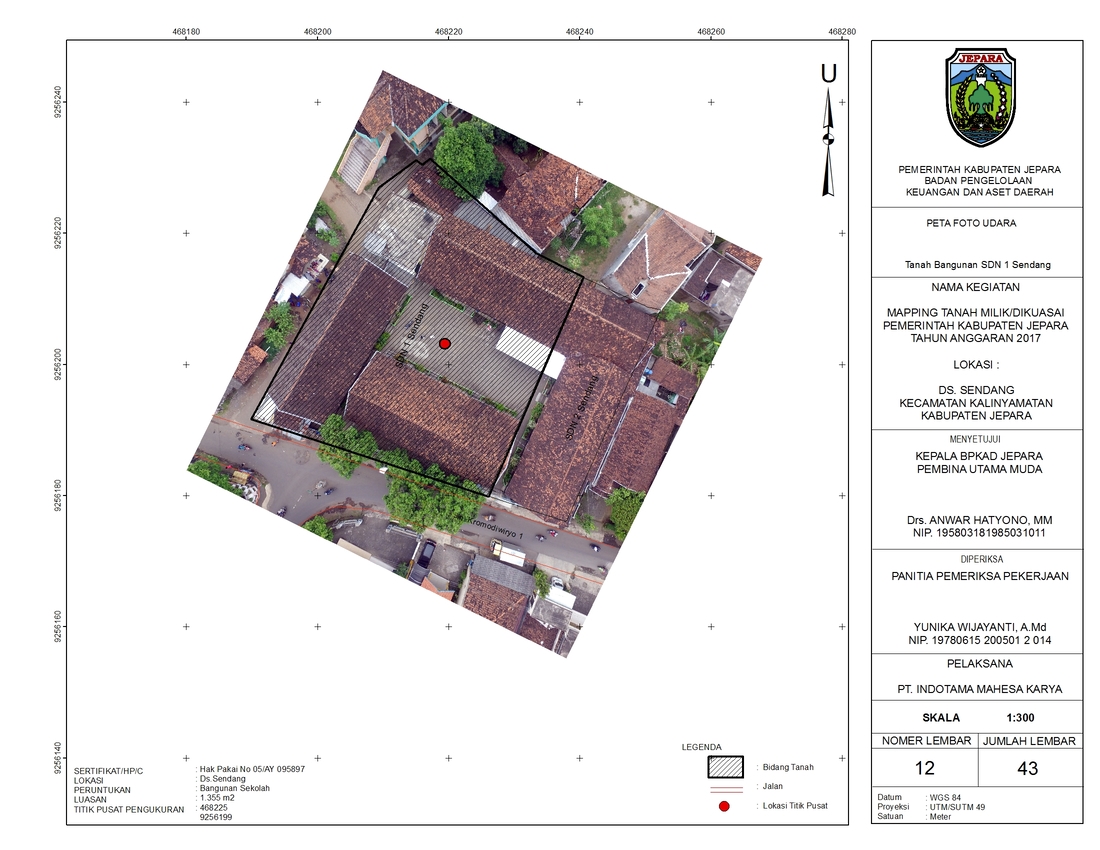 468180
468200
468220
468240
468260
468280
9256240
9256220
9256200
9256180
9256160
9256140
U
SDN 1 Sendang
SDN 2 Sendang
Kromodiwiryo 1
SERTIFIKAT/HP/C : Hak Pakai No 05/AY 095897
LOKASI : Ds.Sendang
PERUNTUKAN : Bangunan Sekolah
LUASAN : 1.355 m2
TITIK PUSAT PENGUKURAN : 468225
9256199
LEGENDA
: Bidang Tanah
: Jalan
: Lokasi Titik Pusat
JEPARA
PEMERINTAH KABUPATEN JEPARA
BADAN PENGELOLAAN
KEUANGAN DAN ASET DAERAH
PETA FOTO UDARA
Tanah Bangunan SDN 1 Sendang
NAMA KEGIATAN
MAPPING TANAH MILIK/DIKUASAI
PEMERINTAH KABUPATEN JEPARA
TAHUN ANGGARAN 2017
LOKASI :
DS. SENDANG
KECAMATAN KALINYAMATAN
KABUPATEN JEPARA
MENYETUJUI
KEPALA BPKAD JEPARA
PEMBINA UTAMA MUDA
Drs. ANWAR HATYONO, MM
NIP. 195803181985031011
DIPERIKSA
PANITIA PEMERIKSA PEKERJAAN
YUNIKA WIJAYANTI, A.Md
NIP. 19780615 200501 2 014
PELAKSANA
PT. INDOTAMA MAHESA KARYA
SKALA 1:300
NOMER LEMBAR JUMLAH LEMBAR
12 43
Datum : WGS 84
Proyeksi : UTM/SUTM 49
Satuan : Meter